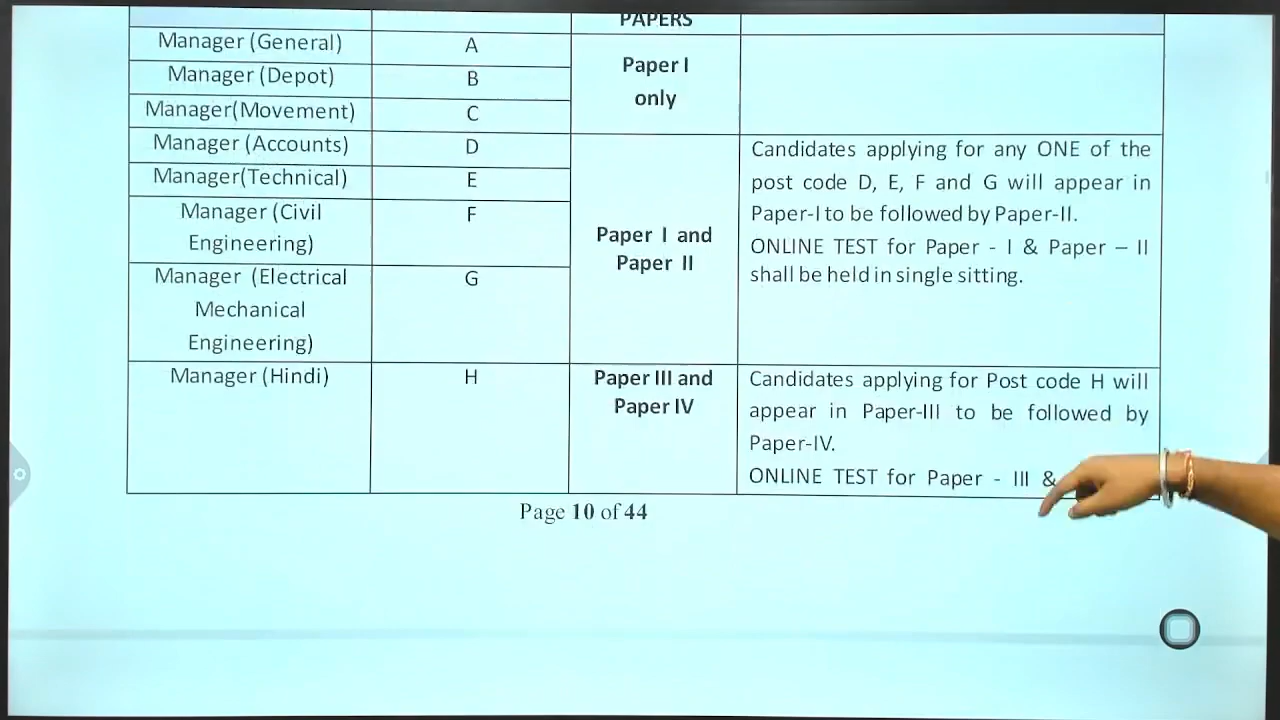 PAPERS
Manager (General) A
Paper I
only
Manager (Depot) B
Manager(Movement) C
Manager (Accounts) D
Manager(Technical) E
Manager (Civil
Engineering) F
Manager (Electrical
Mechanical
Engineering) G
Paper I and
Paper II
Candidates applying for any ONE of the
post code D, E, F and G will appear in
Paper-I to be followed by Paper-II.
ONLINE TEST for Paper - I & Paper – II
shall be held in single sitting.
Manager (Hindi) H
Paper III and
Paper IV
Candidates applying for Post code H will
appear in Paper-III to be followed by
Paper-IV.
ONLINE TEST for Paper - III &
Page 10 of 44